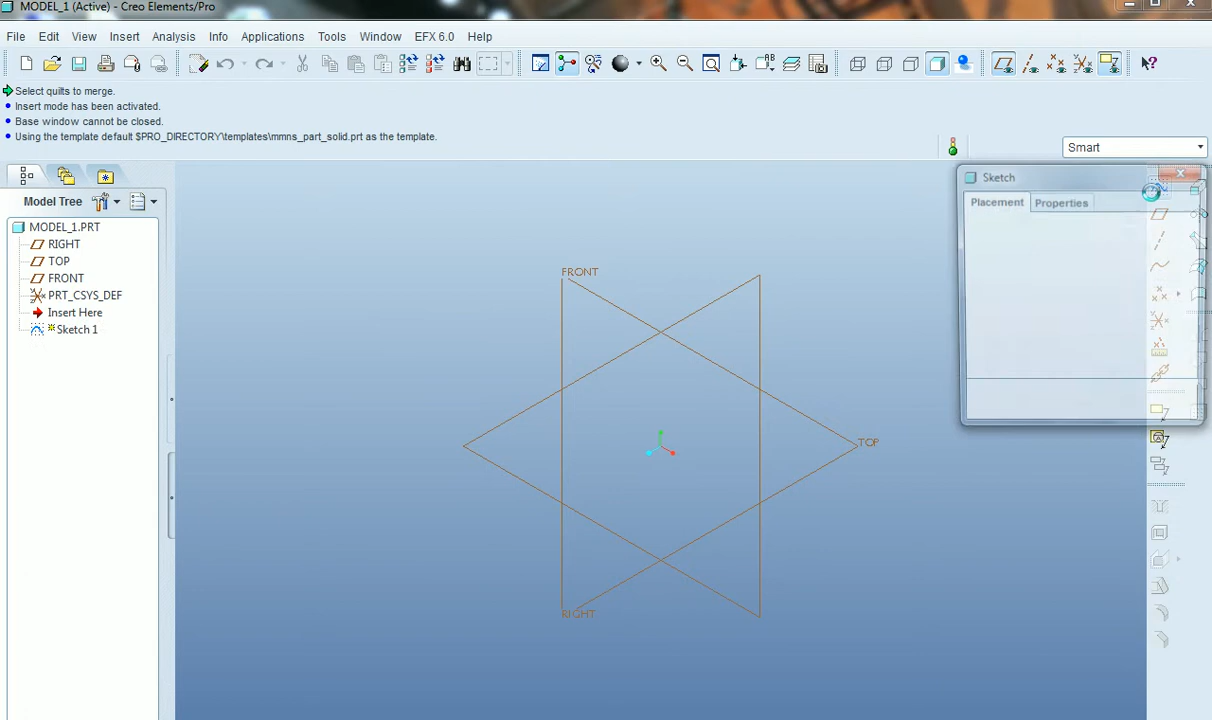 MODEL_1 (Active) - Creo Elements/Pro
File Edit View Insert Analysis Info Applications Tools Window EFX 6.0 Help
Select quilts to merge.
Insert mode has been activated.
Base window cannot be closed.
Using the template default $PRO_DIRECTORY\templates\mmns_part_solid.prt as the template.
Smart
Sketch
Placement Properties
Model Tree
MODEL_1.PRT
RIGHT
TOP
FRONT
PRT_CSYS_DEF
Insert Here
Sketch 1
FRONT
TOP
RIGHT